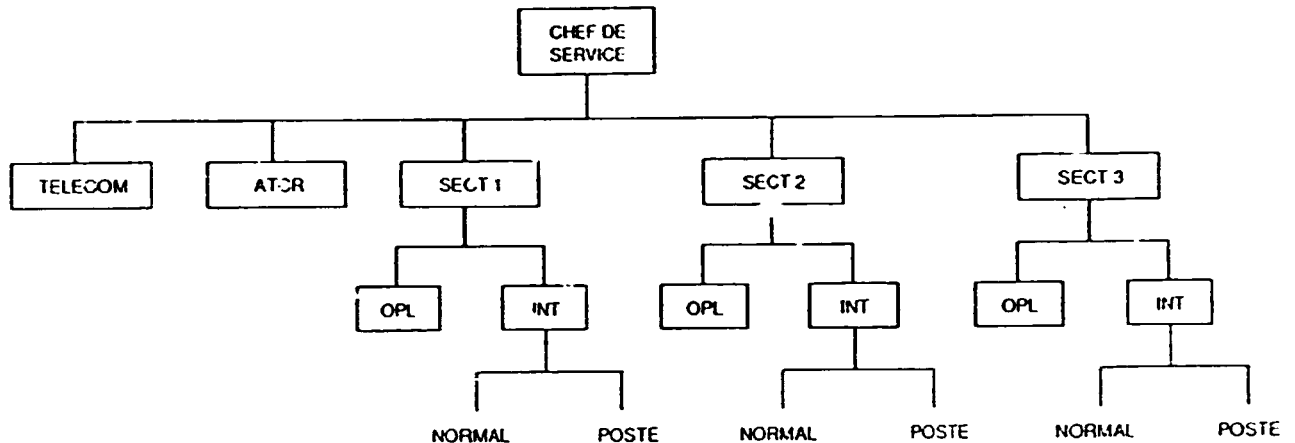 CHEF DE
SERVICE
TELECOM
SECT 1
SECT 2
SECT 3
OPL
INT
OPL
INT
OPL
INT
NORMAL
POSTE
NORMAL
POSTE
NORMAL
POSTE